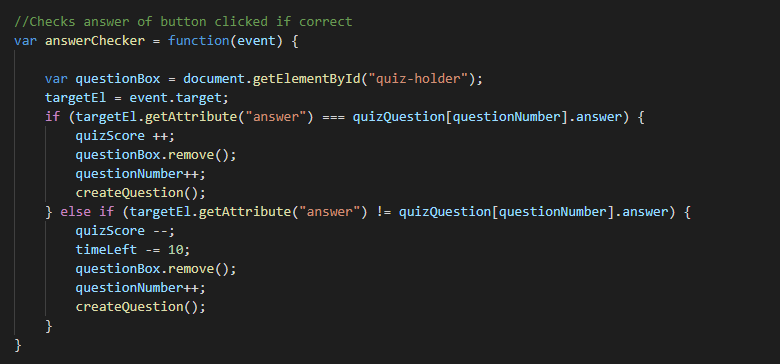 //Checks answer of button clicked if correct
var answerChecker = function(event) {
var questionBox = document.getElementById("quiz-holder");
targetEl = event.target;
if (targetEl.getAttribute("answer") === quizQuestion[questionNumber].answer) {
quizScore ++;
questionBox.remove();
questionNumber++;
createQuestion();
} else if (targetEl.getAttribute("answer") != quizQuestion[questionNumber].answer) {
quizScore --;
timeLeft -= 10;
questionBox.remove();
questionNumber++;
createQuestion();
}
}